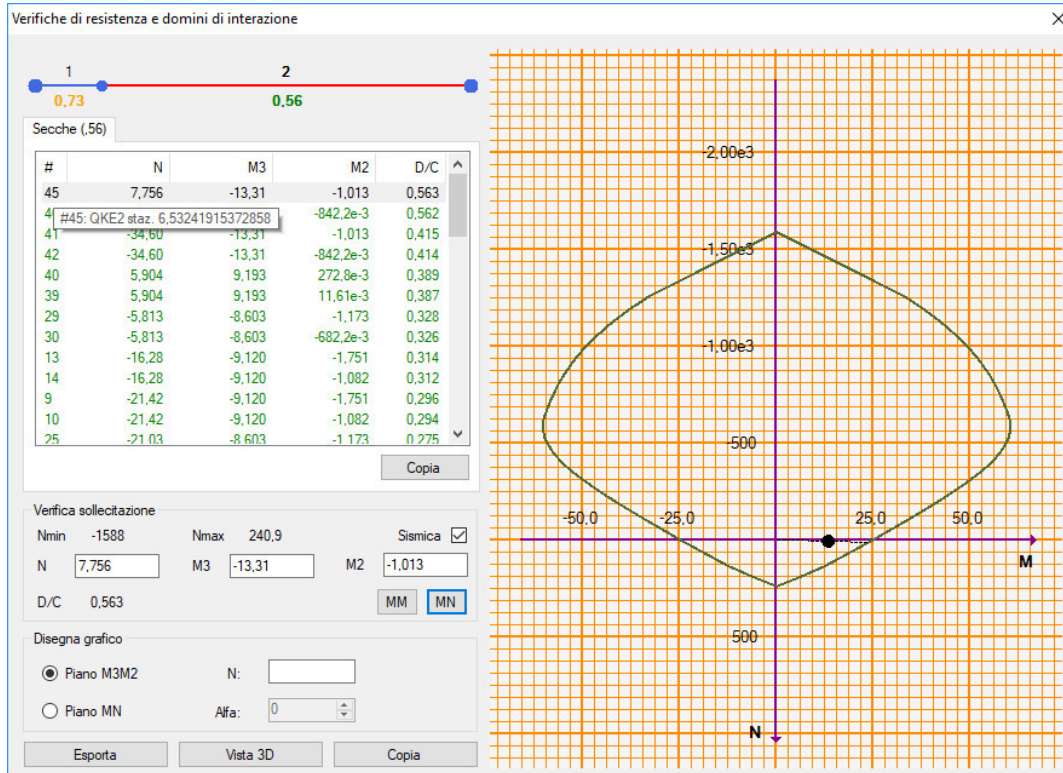 Verifiche di resistenza e domini di interazione
1 2
0,73 0,56
Secche (,56)
# N M3 M2 D/C
45 7,756 -13,31 -1,013 0,563
#45: QKE2 staz. 6,53241915372858 -842,2e-3 0,562
41 -34,60 -13,31 -1,013 0,415
42 -34,60 -13,31 -842,2e-3 0,414
40 5,904 9,193 272,8e-3 0,389
39 5,904 9,193 11,61e-3 0,387
29 -5,813 -8,603 -1,173 0,328
30 -5,813 -8,603 -682,2e-3 0,326
13 -16,28 -9,120 -1,751 0,314
14 -16,28 -9,120 -1,082 0,312
9 -21,42 -9,120 -1,751 0,296
10 -21,42 -9,120 -1,082 0,294
25 -21,03 -8,603 -1,173 0,275
Copia
Verifica sollecitazione
Nmin -1588 Nmax 240,9 Sismica
N 7,756 M3 -13,31 M2 -1,013
D/C 0,563 MM MN
Disegna grafico
Piano M3M2 N:
Piano MN Alfa: 0
Esporta Vista 3D Copia
-2,00e3
-1,50e3
-1,00e3
-500
-50,0 -25,0 25,0 50,0
M
500
N